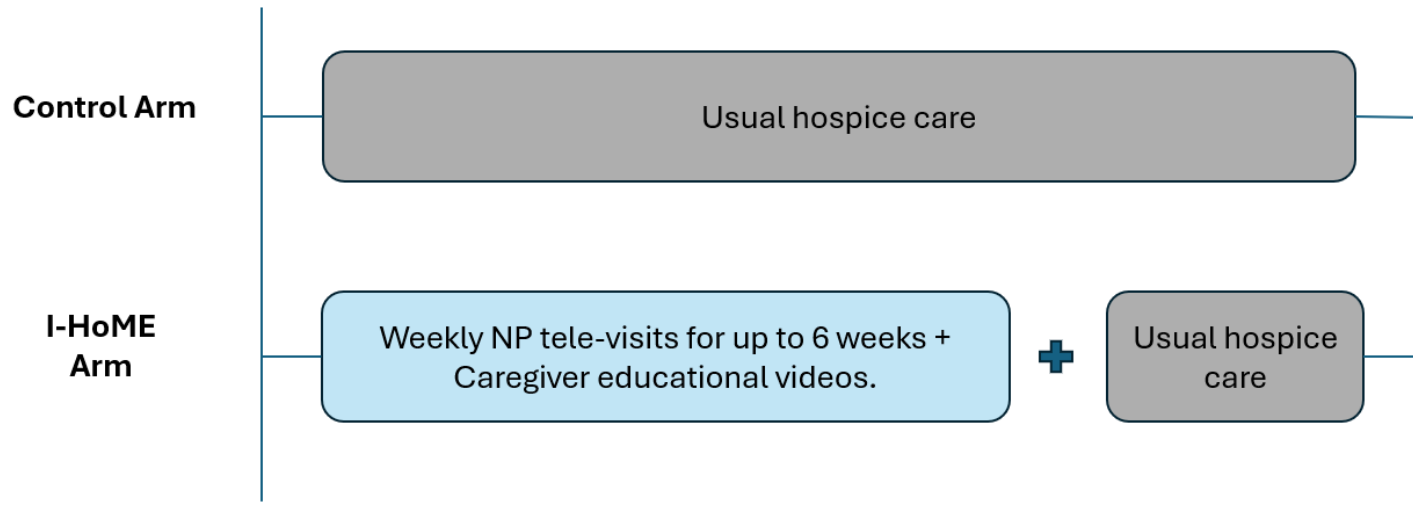 Control Arm
Usual hospice care
I-HoME
Arm
Weekly NP tele-visits for up to 6 weeks +
Caregiver educational videos.
Usual hospice
care